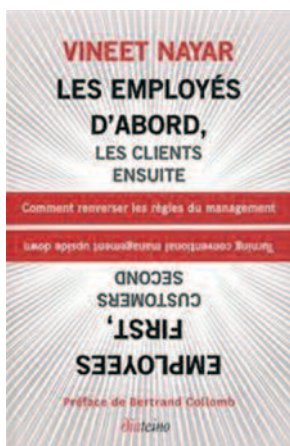 VINEET NAYAR
LES EMPLOYÉS
D'ABORD,
LES CLIENTS
ENSUITE
Comment renverser les règles du management
Turning conventional management upside down
EMPLOYEES
FIRST,
CUSTOMERS
SECOND
Préface de Bertrand Collomb
diateino